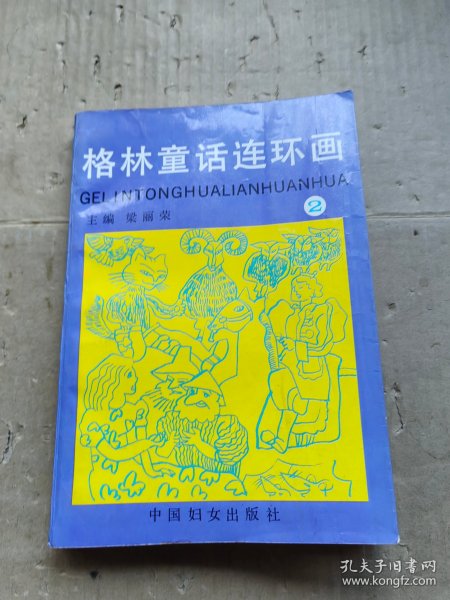 格林童话连环画
GELINTONGHUALIANHUANHUA
主编 梁丽荣
2
中国妇女出版社
孔夫子旧书网
www.kongfz.com